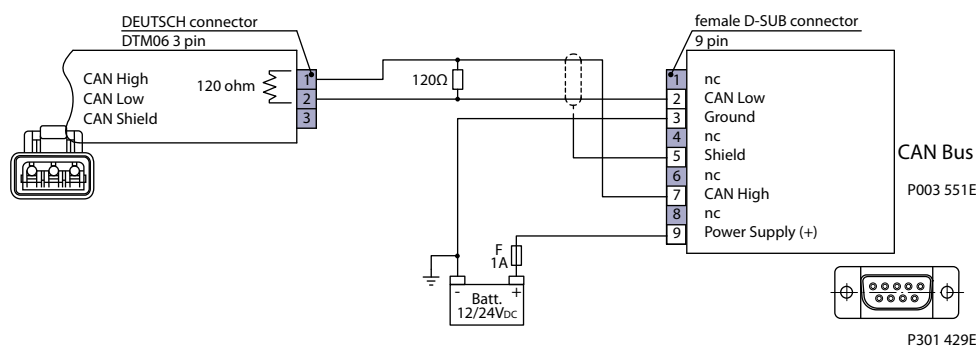 DEUTSCH connector
DTM06 3 pin
CAN High
CAN Low
CAN Shield
120 ohm
1
2
3
120Ω
female D-SUB connector
9 pin
1 nc
2 CAN Low
3 Ground
4 nc
5 Shield
6 nc
7 CAN High
8 nc
9 Power Supply (+)
CAN Bus
P003 551E
F
1A
- +
Batt.
12/24VDC
P301 429E